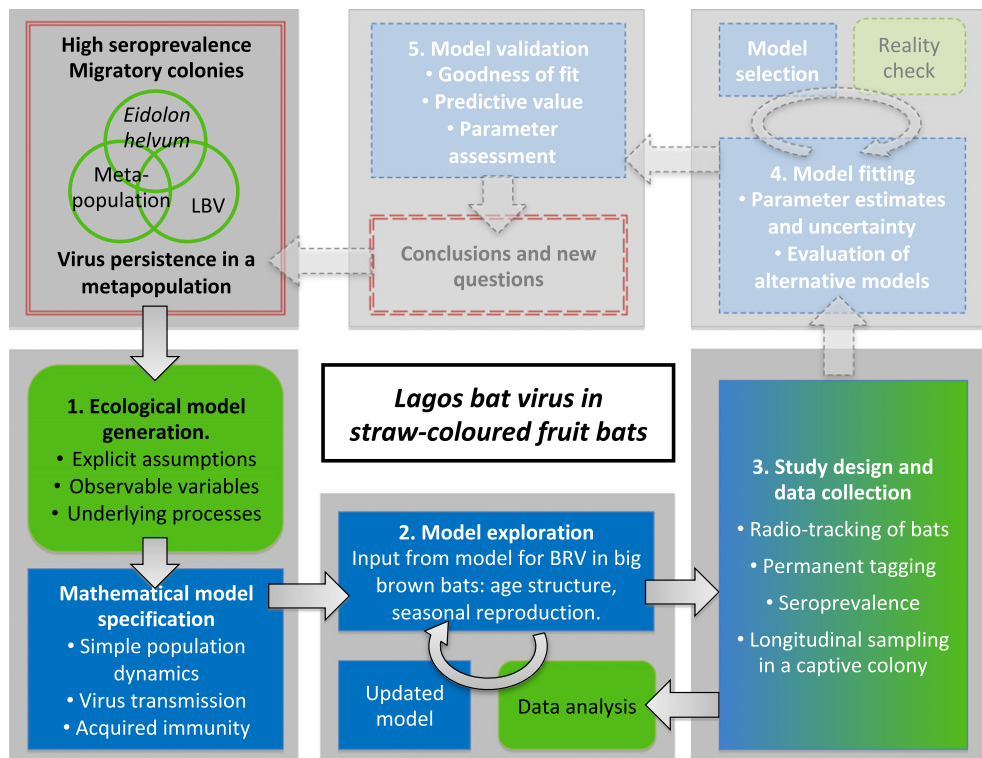 High seroprevalence
Migratory colonies
Eidolon
helvum
Meta-
population
LBV
Virus persistence in a
metapopulation
5. Model validation
• Goodness of fit
• Predictive value
• Parameter
assessment
Conclusions and new
questions
Model
selection
Reality
check
4. Model fitting
• Parameter estimates
and uncertainty
• Evaluation of
alternative models
1. Ecological model
generation.
• Explicit assumptions
• Observable variables
• Underlying processes
Mathematical model
specification
• Simple population
dynamics
• Virus transmission
• Acquired immunity
Lagos bat virus in
straw-coloured fruit bats
2. Model exploration
Input from model for BRV in big
brown bats: age structure,
seasonal reproduction.
Updated
model
Data analysis
3. Study design and
data collection
• Radio-tracking of bats
• Permanent tagging
• Seroprevalence
• Longitudinal sampling
in a captive colony